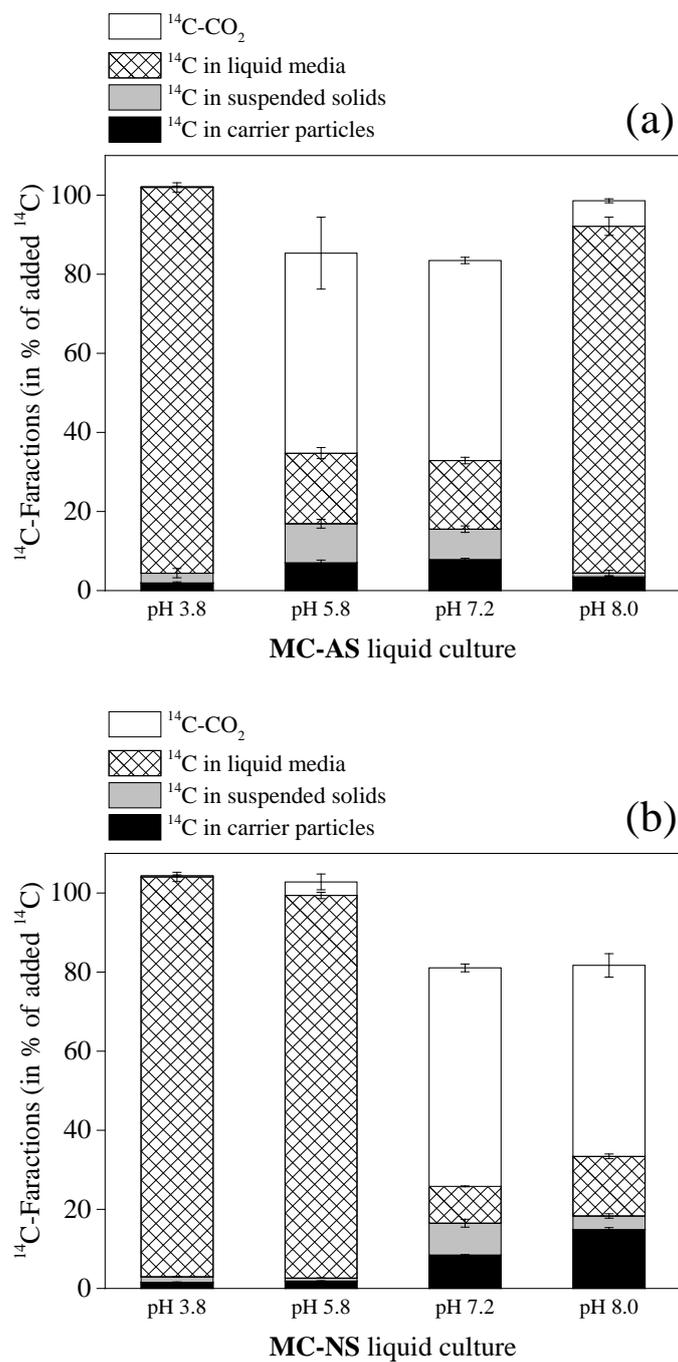 ¹⁴C-CO₂
¹⁴C in liquid media
¹⁴C in suspended solids
¹⁴C in carrier particles
(a)
¹⁴C-Faractions (in % of added ¹⁴C)
100
80
60
40
20
0
pH 3.8 pH 5.8 pH 7.2 pH 8.0
MC-AS liquid culture
¹⁴C-CO₂
¹⁴C in liquid media
¹⁴C in suspended solids
¹⁴C in carrier particles
(b)
¹⁴C-Faractions (in % of added ¹⁴C)
100
80
60
40
20
0
pH 3.8 pH 5.8 pH 7.2 pH 8.0
MC-NS liquid culture